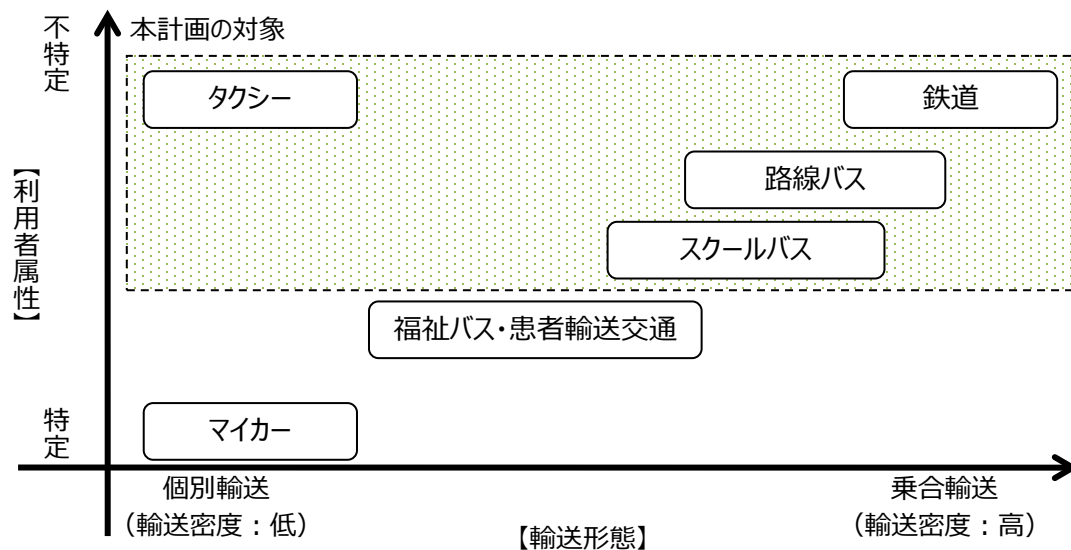 不特定
本計画の対象
タクシー
鉄道
路線バス
スクールバス
【利用者属性】
福祉バス・患者輸送交通
特定
マイカー
個別輸送
（輸送密度：低）
乗合輸送
（輸送密度：高）
【輸送形態】